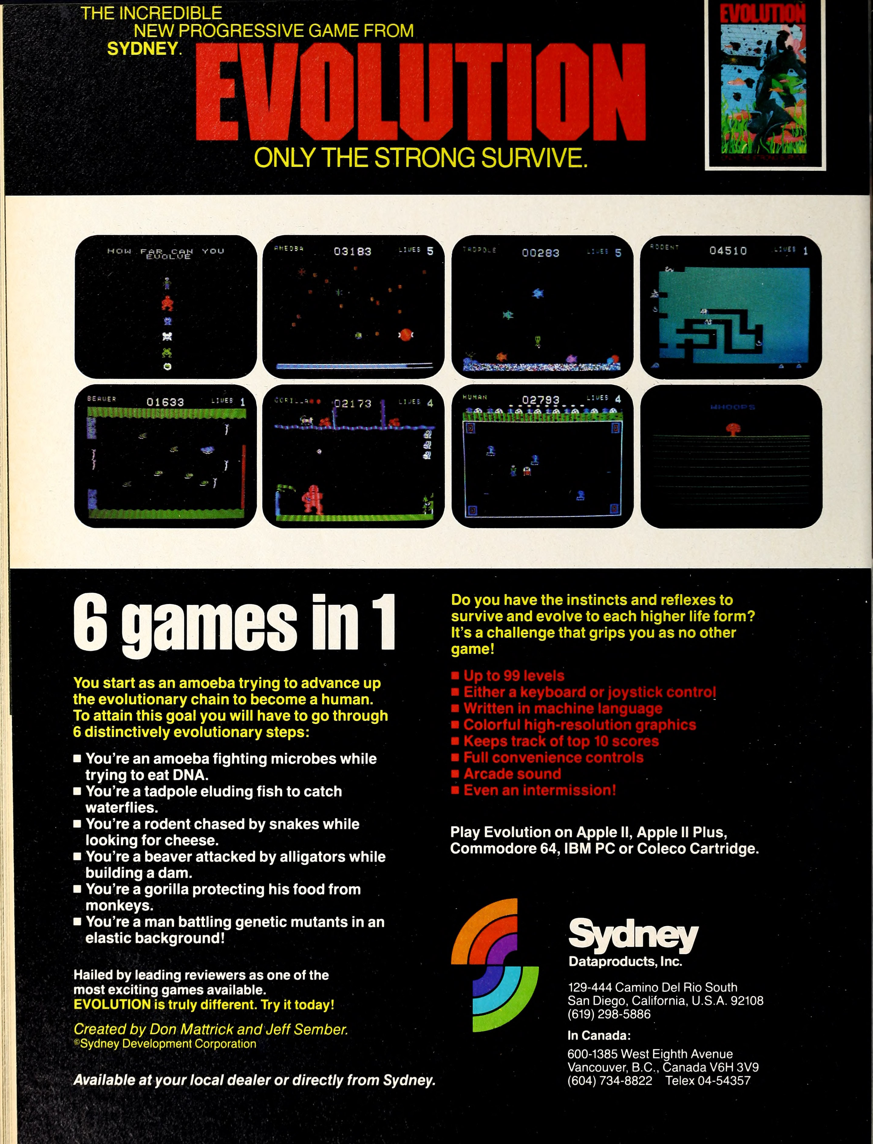 THE INCREDIBLE
NEW PROGRESSIVE GAME FROM
SYDNEY.
EVOLUTION
ONLY THE STRONG SURVIVE.
EVOLUTION
HOW FAR CAN YOU
EVOLVE
AMEOBA 03183 LIVES 5
TADPOLE 00283 LIVES 5
RODENT 04510 LIVES 1
BEAVER 01633 LIVES 1
GORILLA 02173 LIVES 4
HUMAN 02793 LIVES 4
WHOOPS
6 games in 1
You start as an amoeba trying to advance up
the evolutionary chain to become a human.
To attain this goal you will have to go through
6 distinctively evolutionary steps:
■ You're an amoeba fighting microbes while
trying to eat DNA.
■ You're a tadpole eluding fish to catch
waterflies.
■ You're a rodent chased by snakes while
looking for cheese.
■ You're a beaver attacked by alligators while
building a dam.
■ You're a gorilla protecting his food from
monkeys.
■ You're a man battling genetic mutants in an
elastic background!
Hailed by leading reviewers as one of the
most exciting games available.
EVOLUTION is truly different. Try it today!
Created by Don Mattrick and Jeff Sember.
©Sydney Development Corporation
Available at your local dealer or directly from Sydney.
Do you have the instincts and reflexes to
survive and evolve to each higher life form?
It's a challenge that grips you as no other
game!
■ Up to 99 levels
■ Either a keyboard or joystick control
■ Written in machine language
■ Colorful high-resolution graphics
■ Keeps track of top 10 scores
■ Full convenience controls
■ Arcade sound
■ Even an intermission!
Play Evolution on Apple II, Apple II Plus,
Commodore 64, IBM PC or Coleco Cartridge.
Sydney
Dataproducts, Inc.
129-444 Camino Del Rio South
San Diego, California, U.S.A. 92108
(619) 298-5886
In Canada:
600-1385 West Eighth Avenue
Vancouver, B.C., Canada V6H 3V9
(604) 734-8822 Telex 04-54357